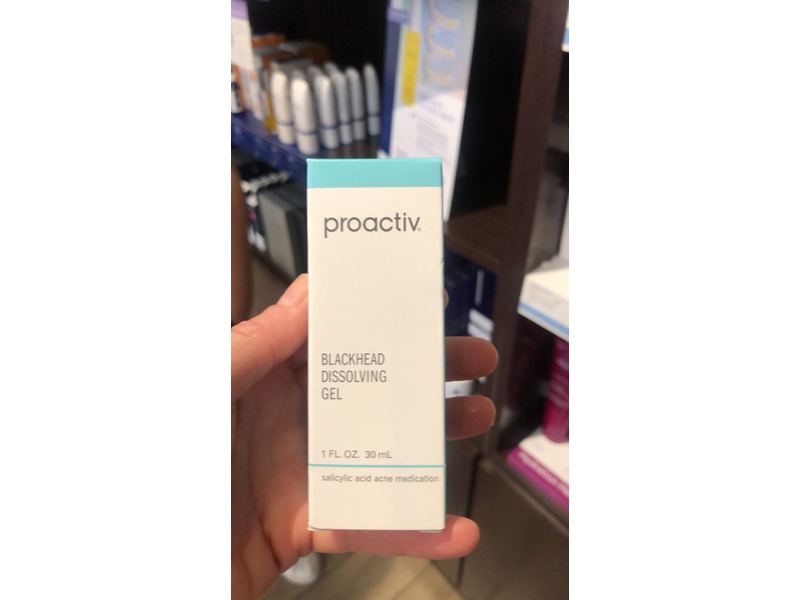 proactiv®
BLACKHEAD
DISSOLVING
GEL
1 FL. OZ. 30 mL
salicylic acid acne medication